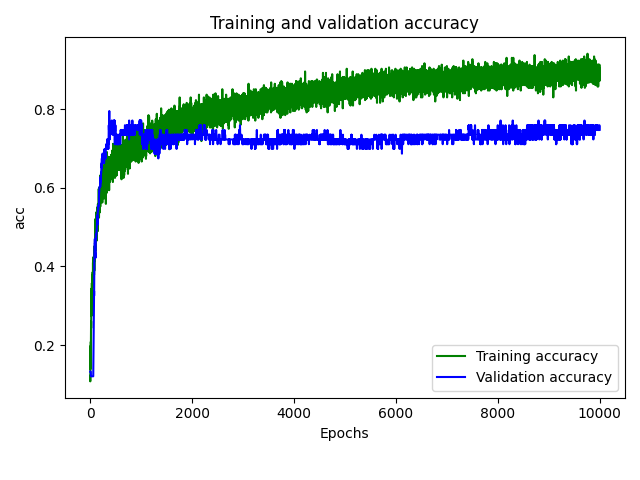 Training and validation accuracy
acc
0.8
0.6
0.4
0.2
0
2000
4000
6000
8000
10000
Epochs
Training accuracy
Validation accuracy